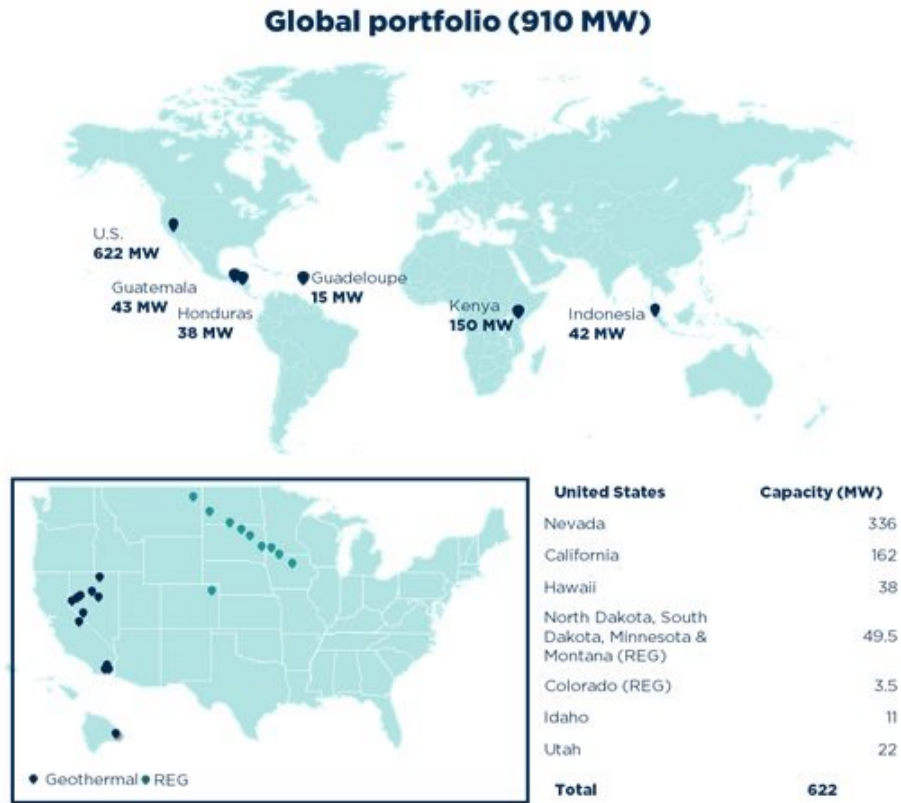 Global portfolio (910 MW)
U.S.
622 MW
Guatemala
43 MW
Honduras
38 MW
Guadeloupe
15 MW
Kenya
150 MW
Indonesia
42 MW
Geothermal REG
United States Capacity (MW)
Nevada 336
California 162
Hawaii 38
North Dakota, South
Dakota, Minnesota & 49.5
Montana (REG)
Colorado (REG) 3.5
Idaho 11
Utah 22
Total 622